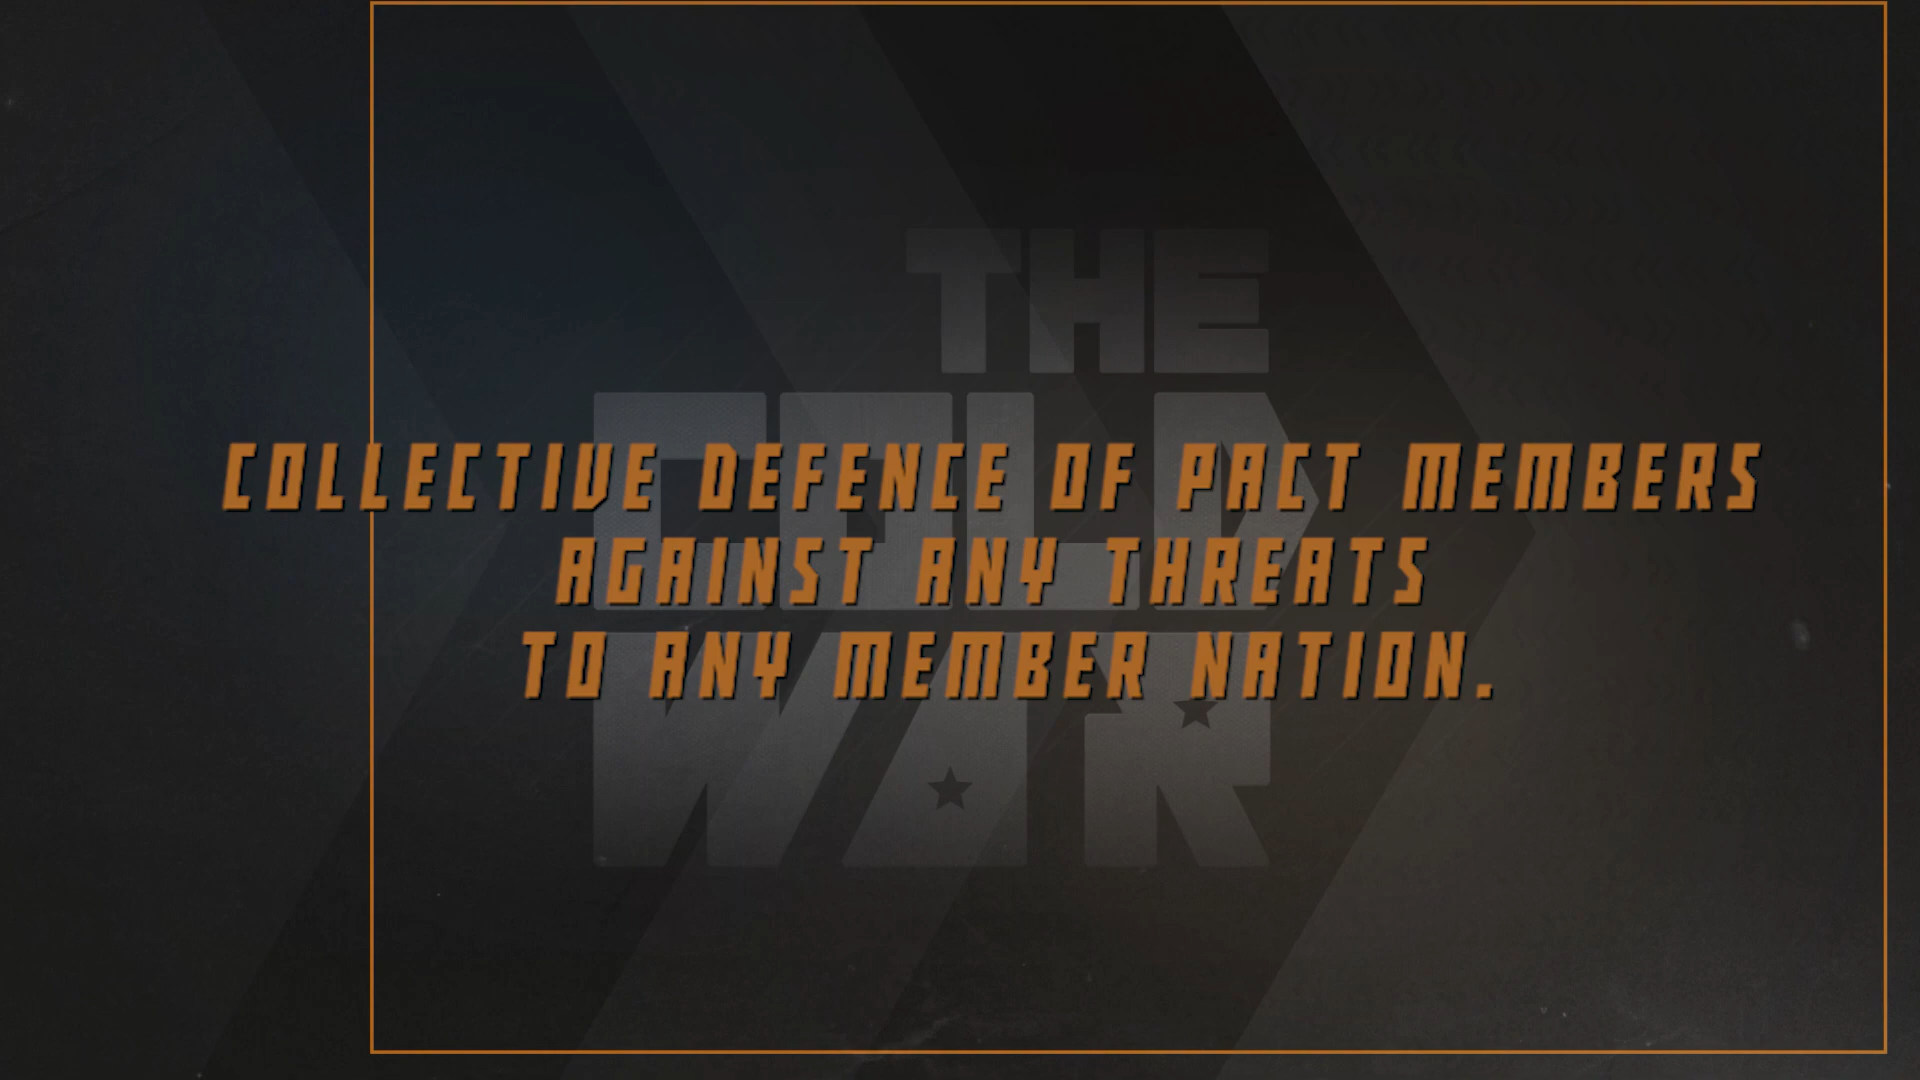 THE
COLD
WAR
COLLECTIVE DEFENCE OF PACT MEMBERS
AGAINST ANY THREATS
TO ANY MEMBER NATION.